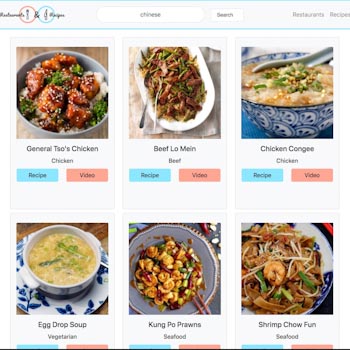 Restaurants & Recipes
chinese
Search
Restaurants
Recipes
General Tso's Chicken
Chicken
Recipe
Video
Beef Lo Mein
Beef
Recipe
Video
Chicken Congee
Chicken
Recipe
Video
Egg Drop Soup
Vegetarian
Kung Po Prawns
Seafood
Shrimp Chow Fun
Seafood